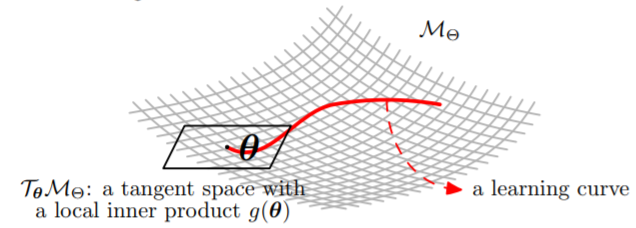 𝓜_Θ
θ
𝒯_θ𝓜_Θ: a tangent space with
a local inner product g(θ)
a learning curve